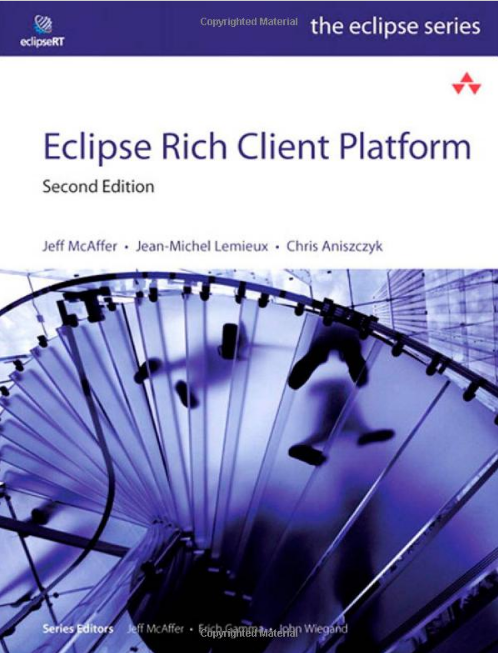 Copyrighted Material
the eclipse series
eclipseRT
Eclipse Rich Client Platform
Second Edition
Jeff McAffer • Jean-Michel Lemieux • Chris Aniszczyk
Series Editors Jeff McAffer • Erich Gamma • John Wiegand
Copyrighted Material